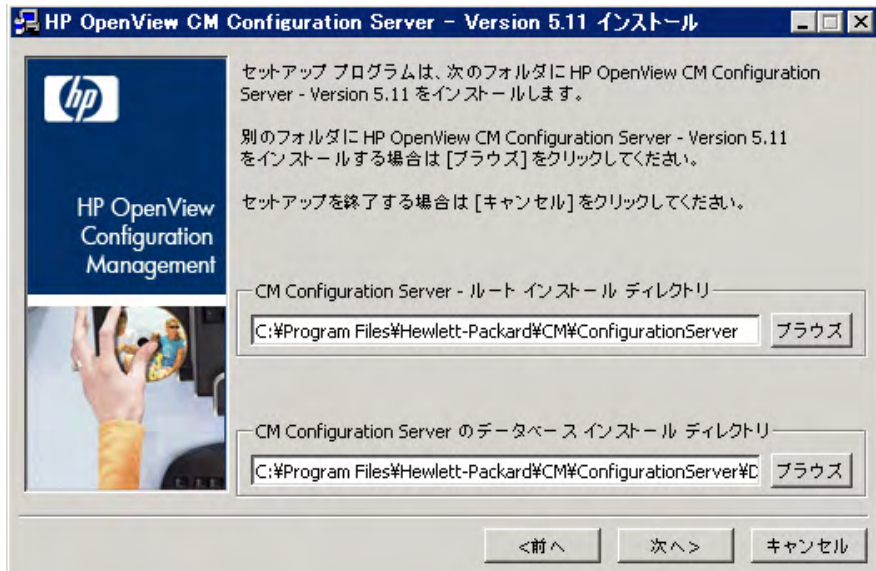 HP OpenView CM Configuration Server - Version 5.11 インストール
hp
HP OpenView
Configuration
Management
セットアップ プログラムは、次のフォルダに HP OpenView CM Configuration
Server - Version 5.11 をインストールします。
別のフォルダに HP OpenView CM Configuration Server - Version 5.11
をインストールする場合は [ブラウズ] をクリックしてください。
セットアップを終了する場合は [キャンセル] をクリックしてください。
CM Configuration Server - ルート インストール ディレクトリ
C:¥Program Files¥Hewlett-Packard¥CM¥ConfigurationServer
ブラウズ
CM Configuration Server のデータベース インストール ディレクトリ
C:¥Program Files¥Hewlett-Packard¥CM¥ConfigurationServer¥D
ブラウズ
<前へ
次へ>
キャンセル